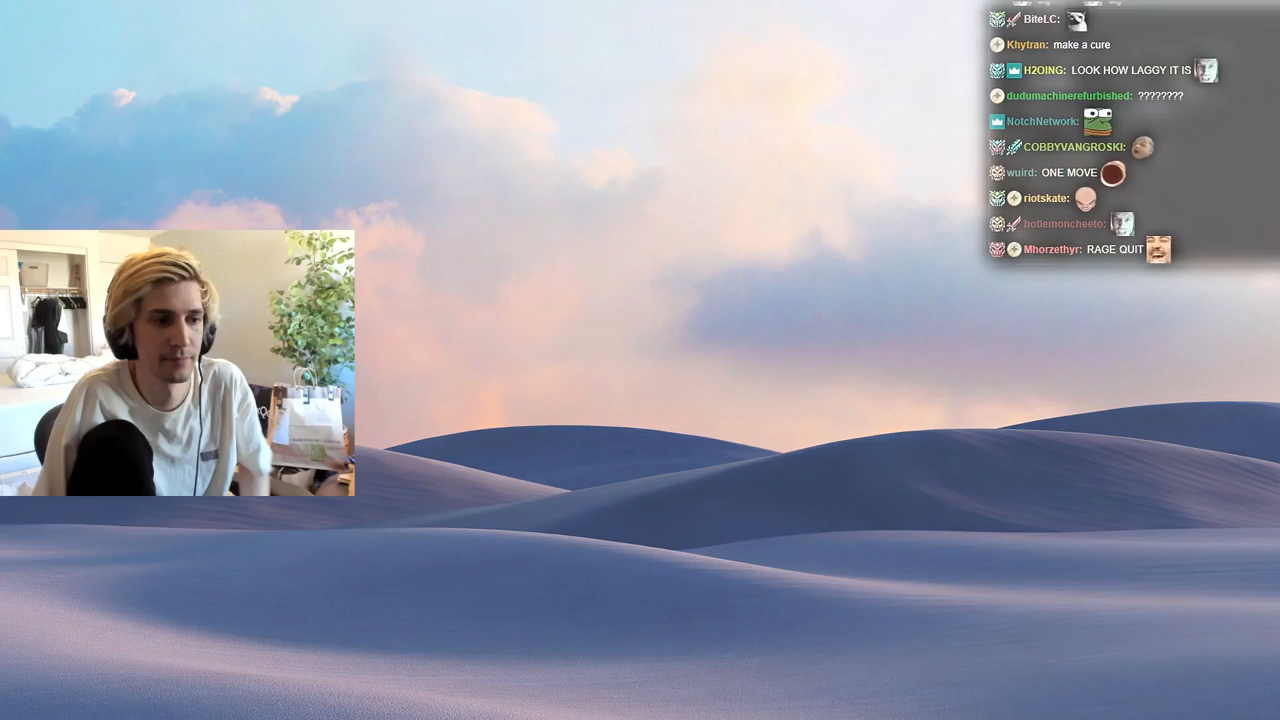 BiteLC:
Khytran: make a cure
H2OING: LOOK HOW LAGGY IT IS
dudumachinerefurbished: ????????
NotchNetwork:
COBBYVANGROSKI:
wuird: ONE MOVE
riotskate:
hotlemoncheeto:
Mhorzethyr: RAGE QUIT